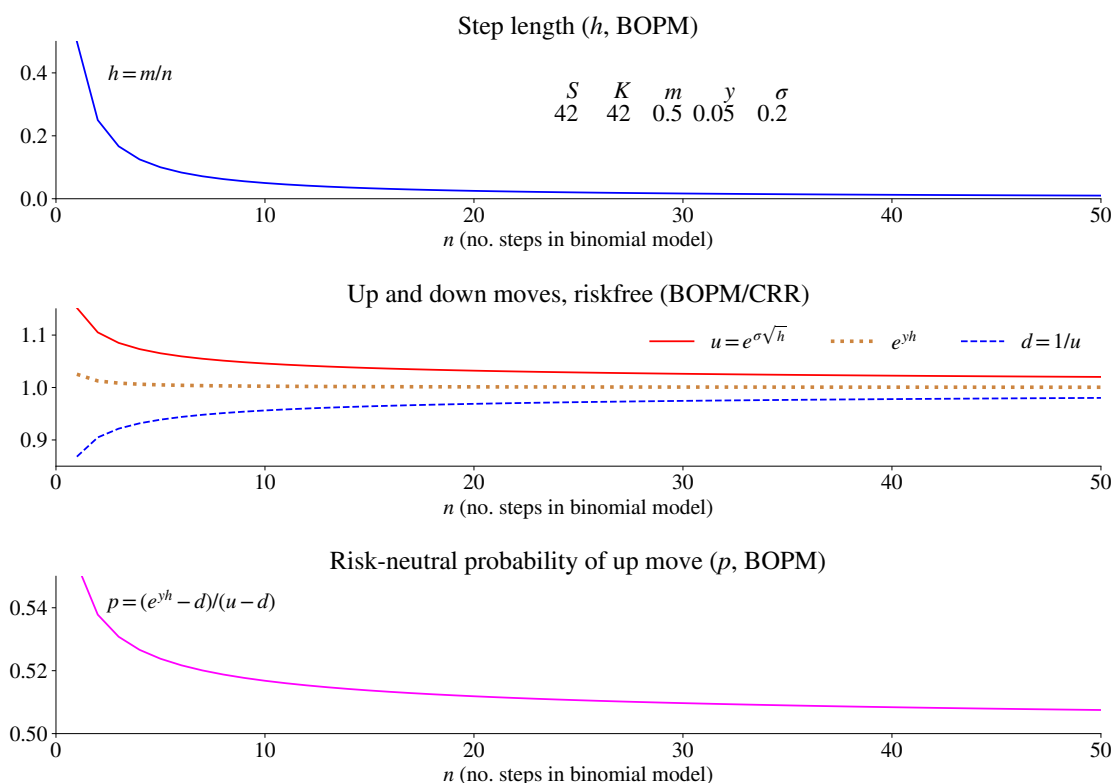 Step length (h, BOPM)
0.4
h = m/n
S K m y σ
42 42 0.5 0.05 0.2
0.2
0.0
0 10 20 30 40 50
n (no. steps in binomial model)
Up and down moves, riskfree (BOPM/CRR)
1.1
u = e^{σ√h} e^{yh} d = 1/u
1.0
0.9
0 10 20 30 40 50
n (no. steps in binomial model)
Risk-neutral probability of up move (p, BOPM)
0.54
p = (e^{yh} − d)/(u − d)
0.52
0.50
0 10 20 30 40 50
n (no. steps in binomial model)